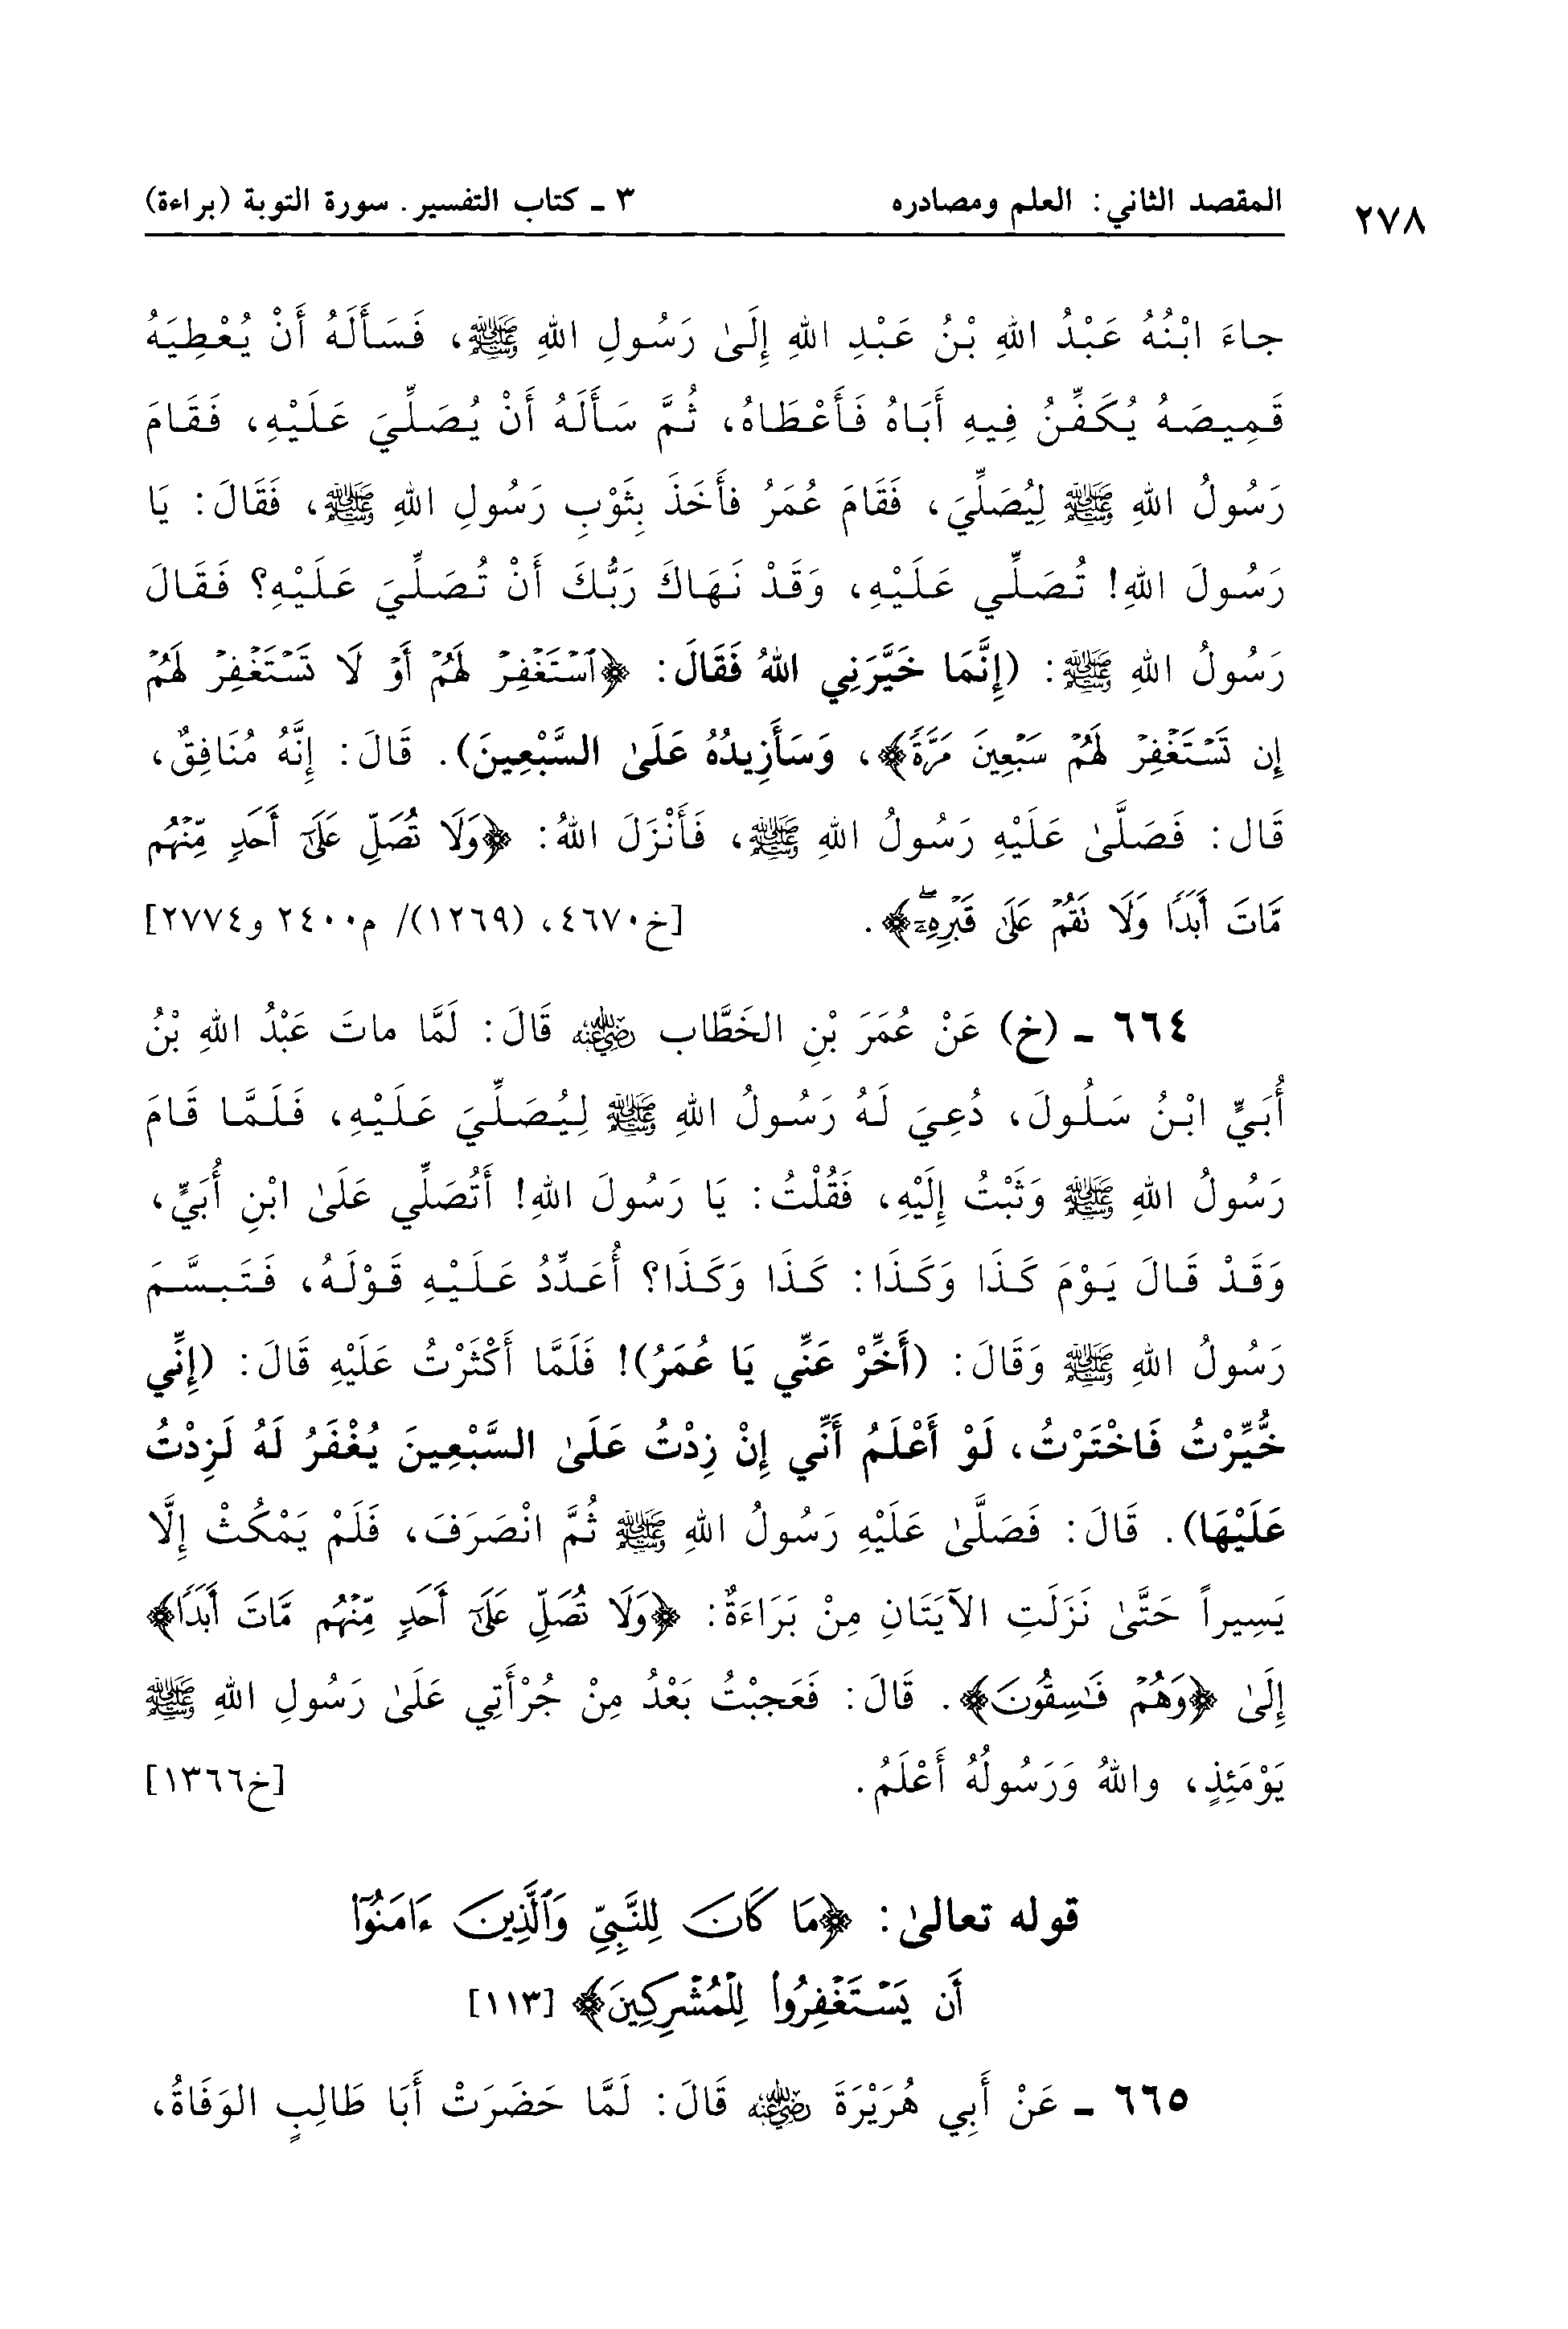 ٢٧٨ المقصد الثاني: العلم ومصادره ٣ ـ كتاب التفسير. سورة التوبة (براءة)
جاءَ ابْنُهُ عَبْدُ اللهِ بْنُ عَبْدِ اللهِ إِلَىٰ رَسُولِ اللهِ ﷺ، فَسَأَلَهُ أَنْ يُعْطِيَهُ
قَمِيصَهُ يُكَفِّنُ فِيهِ أَبَاهُ فَأَعْطَاهُ، ثُمَّ سَأَلَهُ أَنْ يُصَلِّيَ عَلَيْهِ، فَقَامَ
رَسُولُ اللهِ ﷺ لِيُصَلِّيَ، فَقَامَ عُمَرُ فأَخَذَ بِثَوْبِ رَسُولِ اللهِ ﷺ، فَقَالَ: يَا
رَسُولَ اللهِ! تُصَلِّي عَلَيْهِ، وَقَدْ نَهَاكَ رَبُّكَ أَنْ تُصَلِّيَ عَلَيْهِ؟ فَقَالَ
رَسُولُ اللهِ ﷺ: (إِنَّمَا خَيَّرَنِي اللهُ فَقَالَ: ﴿ٱسْتَغْفِرْ لَهُمْ أَوْ لَا تَسْتَغْفِرْ لَهُمْ
إِن تَسْتَغْفِرْ لَهُمْ سَبْعِينَ مَرَّةً﴾، وَسَأَزِيدُهُ عَلَىٰ السَّبْعِينَ). قَالَ: إِنَّهُ مُنَافِقٌ،
قَال: فَصَلَّىٰ عَلَيْهِ رَسُولُ اللهِ ﷺ، فَأَنْزَلَ اللهُ: ﴿وَلَا تُصَلِّ عَلَىٰٓ أَحَدٍ مِّنْهُم
مَّاتَ أَبَدًا وَلَا نَقُمْ عَلَىٰ قَبْرِهِۦٓ﴾. [خ٤٦٧٠، (١٢٦٩)/ م٢٤٠٠ و٢٧٧٤]
٦٦٤ ـ (خ) عَنْ عُمَرَ بْنِ الخَطَّابِ رضي الله عنه قَالَ: لَمَّا ماتَ عَبْدُ اللهِ بْنُ
أُبَيٍّ ابْنُ سَلُولَ، دُعِيَ لَهُ رَسُولُ اللهِ ﷺ لِيُصَلِّيَ عَلَيْهِ، فَلَمَّا قَامَ
رَسُولُ اللهِ ﷺ وَثَبْتُ إِلَيْهِ، فَقُلْتُ: يَا رَسُولَ اللهِ! أَتُصَلِّي عَلَىٰ ابْنِ أُبَيٍّ،
وَقَدْ قَالَ يَوْمَ كَذَا وَكَذَا: كَذَا وَكَذَا؟ أُعَدِّدُ عَلَيْهِ قَوْلَهُ، فَتَبسَّمَ
رَسُولُ اللهِ ﷺ وَقَالَ: (أَخِّرْ عَنِّي يَا عُمَرُ)! فَلَمَّا أَكْثَرْتُ عَلَيْهِ قَالَ: (إِنِّي
خُيِّرْتُ فَاخْتَرْتُ، لَوْ أَعْلَمُ أَنِّي إِنْ زِدْتُ عَلَىٰ السَّبْعِينَ يُغْفَرُ لَهُ لَزِدْتُ
عَلَيْهَا). قَالَ: فَصَلَّىٰ عَلَيْهِ رَسُولُ اللهِ ﷺ ثُمَّ انْصَرَفَ، فَلَمْ يَمْكُثْ إِلَّا
يَسِيراً حَتَّىٰ نَزَلَتِ الآيَتَانِ مِنْ بَرَاءَةٌ: ﴿وَلَا تُصَلِّ عَلَىٰٓ أَحَدٍ مِّنْهُم مَّاتَ أَبَدًا﴾
إِلَىٰ ﴿وَهُمْ فَٰسِقُونَ﴾. قَالَ: فَعَجِبْتُ بَعْدُ مِنْ جُرْأَتِي عَلَىٰ رَسُولِ اللهِ ﷺ
يَوْمَئِذٍ، واللهُ وَرَسُولُهُ أَعْلَمُ. [خ١٣٦٦]
قوله تعالىٰ: ﴿مَا كَانَ لِلنَّبِيِّ وَٱلَّذِينَ ءَامَنُوٓا۟
أَن يَسْتَغْفِرُوا۟ لِلْمُشْرِكِينَ﴾ [١١٣]
٦٦٥ ـ عَنْ أَبِي هُرَيْرَةَ رضي الله عنه قَالَ: لَمَّا حَضَرَتْ أَبَا طَالِبٍ الوَفَاةُ،